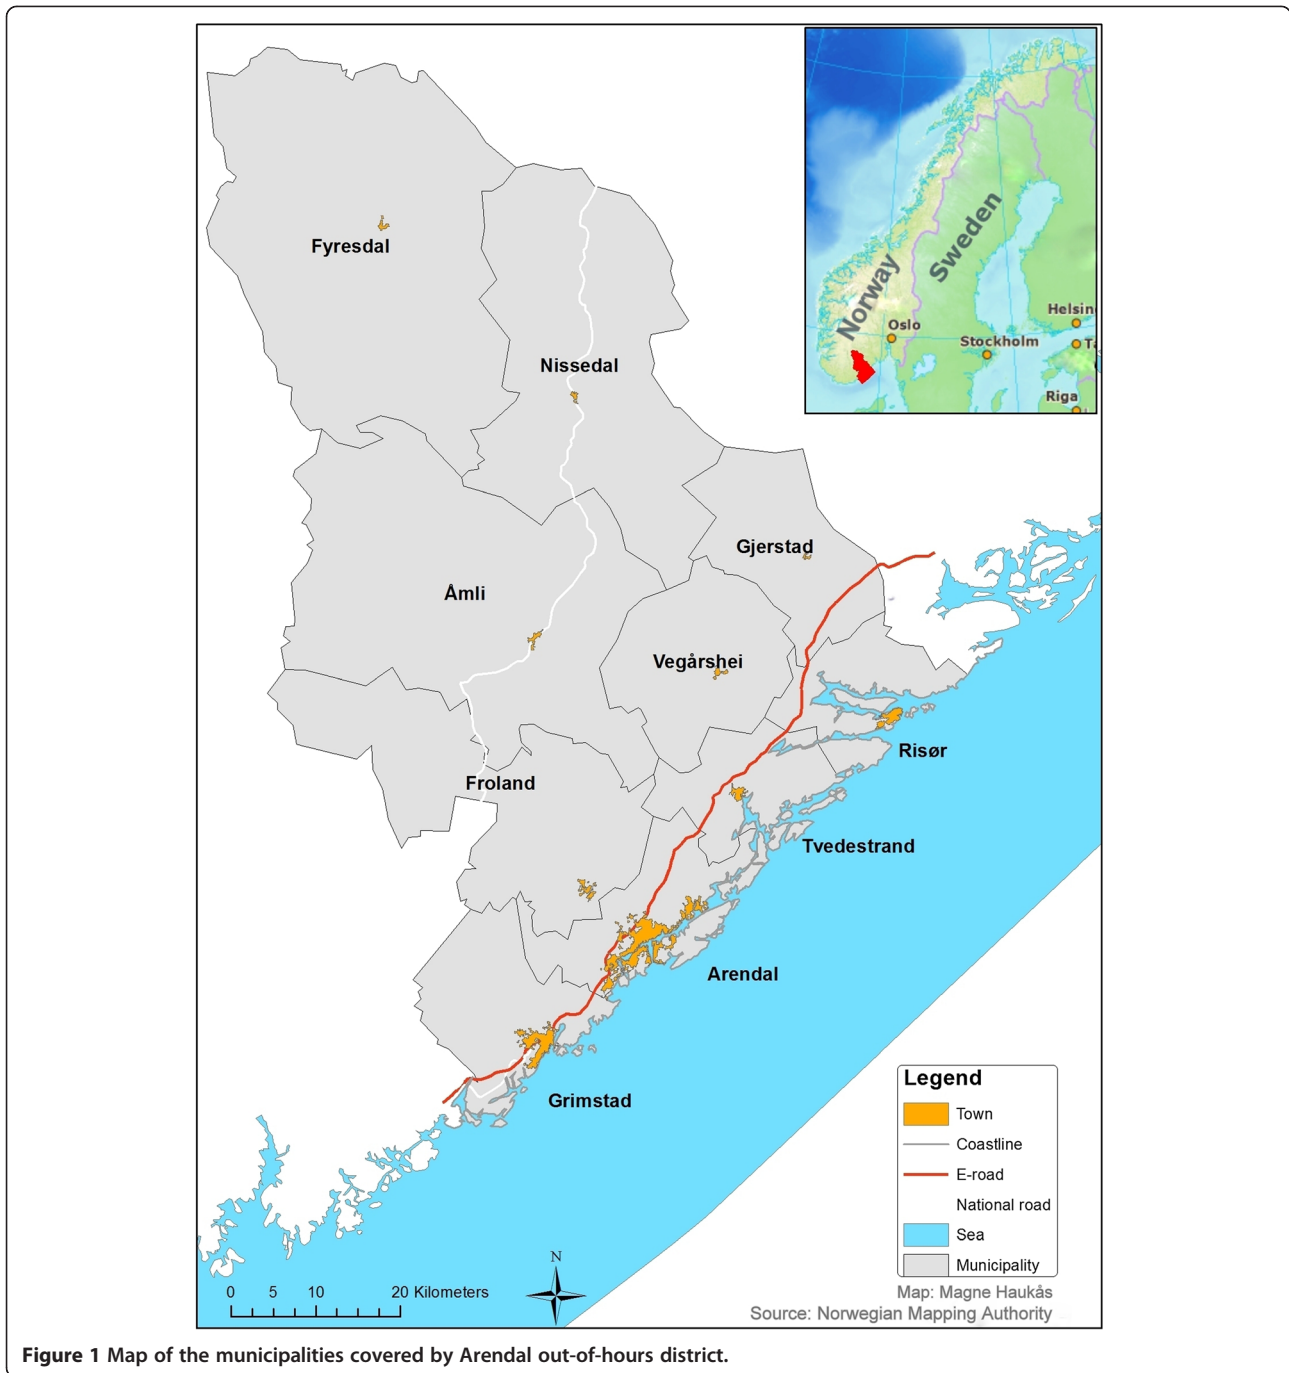 Norway
Sweden
Oslo
Stockholm
Helsin
Ta
Riga
Fyresdal
Nissedal
Gjerstad
Åmli
Vegårshei
Risør
Froland
Tvedestrand
Arendal
Grimstad
Legend
Town
Coastline
E-road
National road
Sea
Municipality
N
0 5 10 20 Kilometers
Map: Magne Haukås
Source: Norwegian Mapping Authority
Figure 1 Map of the municipalities covered by Arendal out-of-hours district.